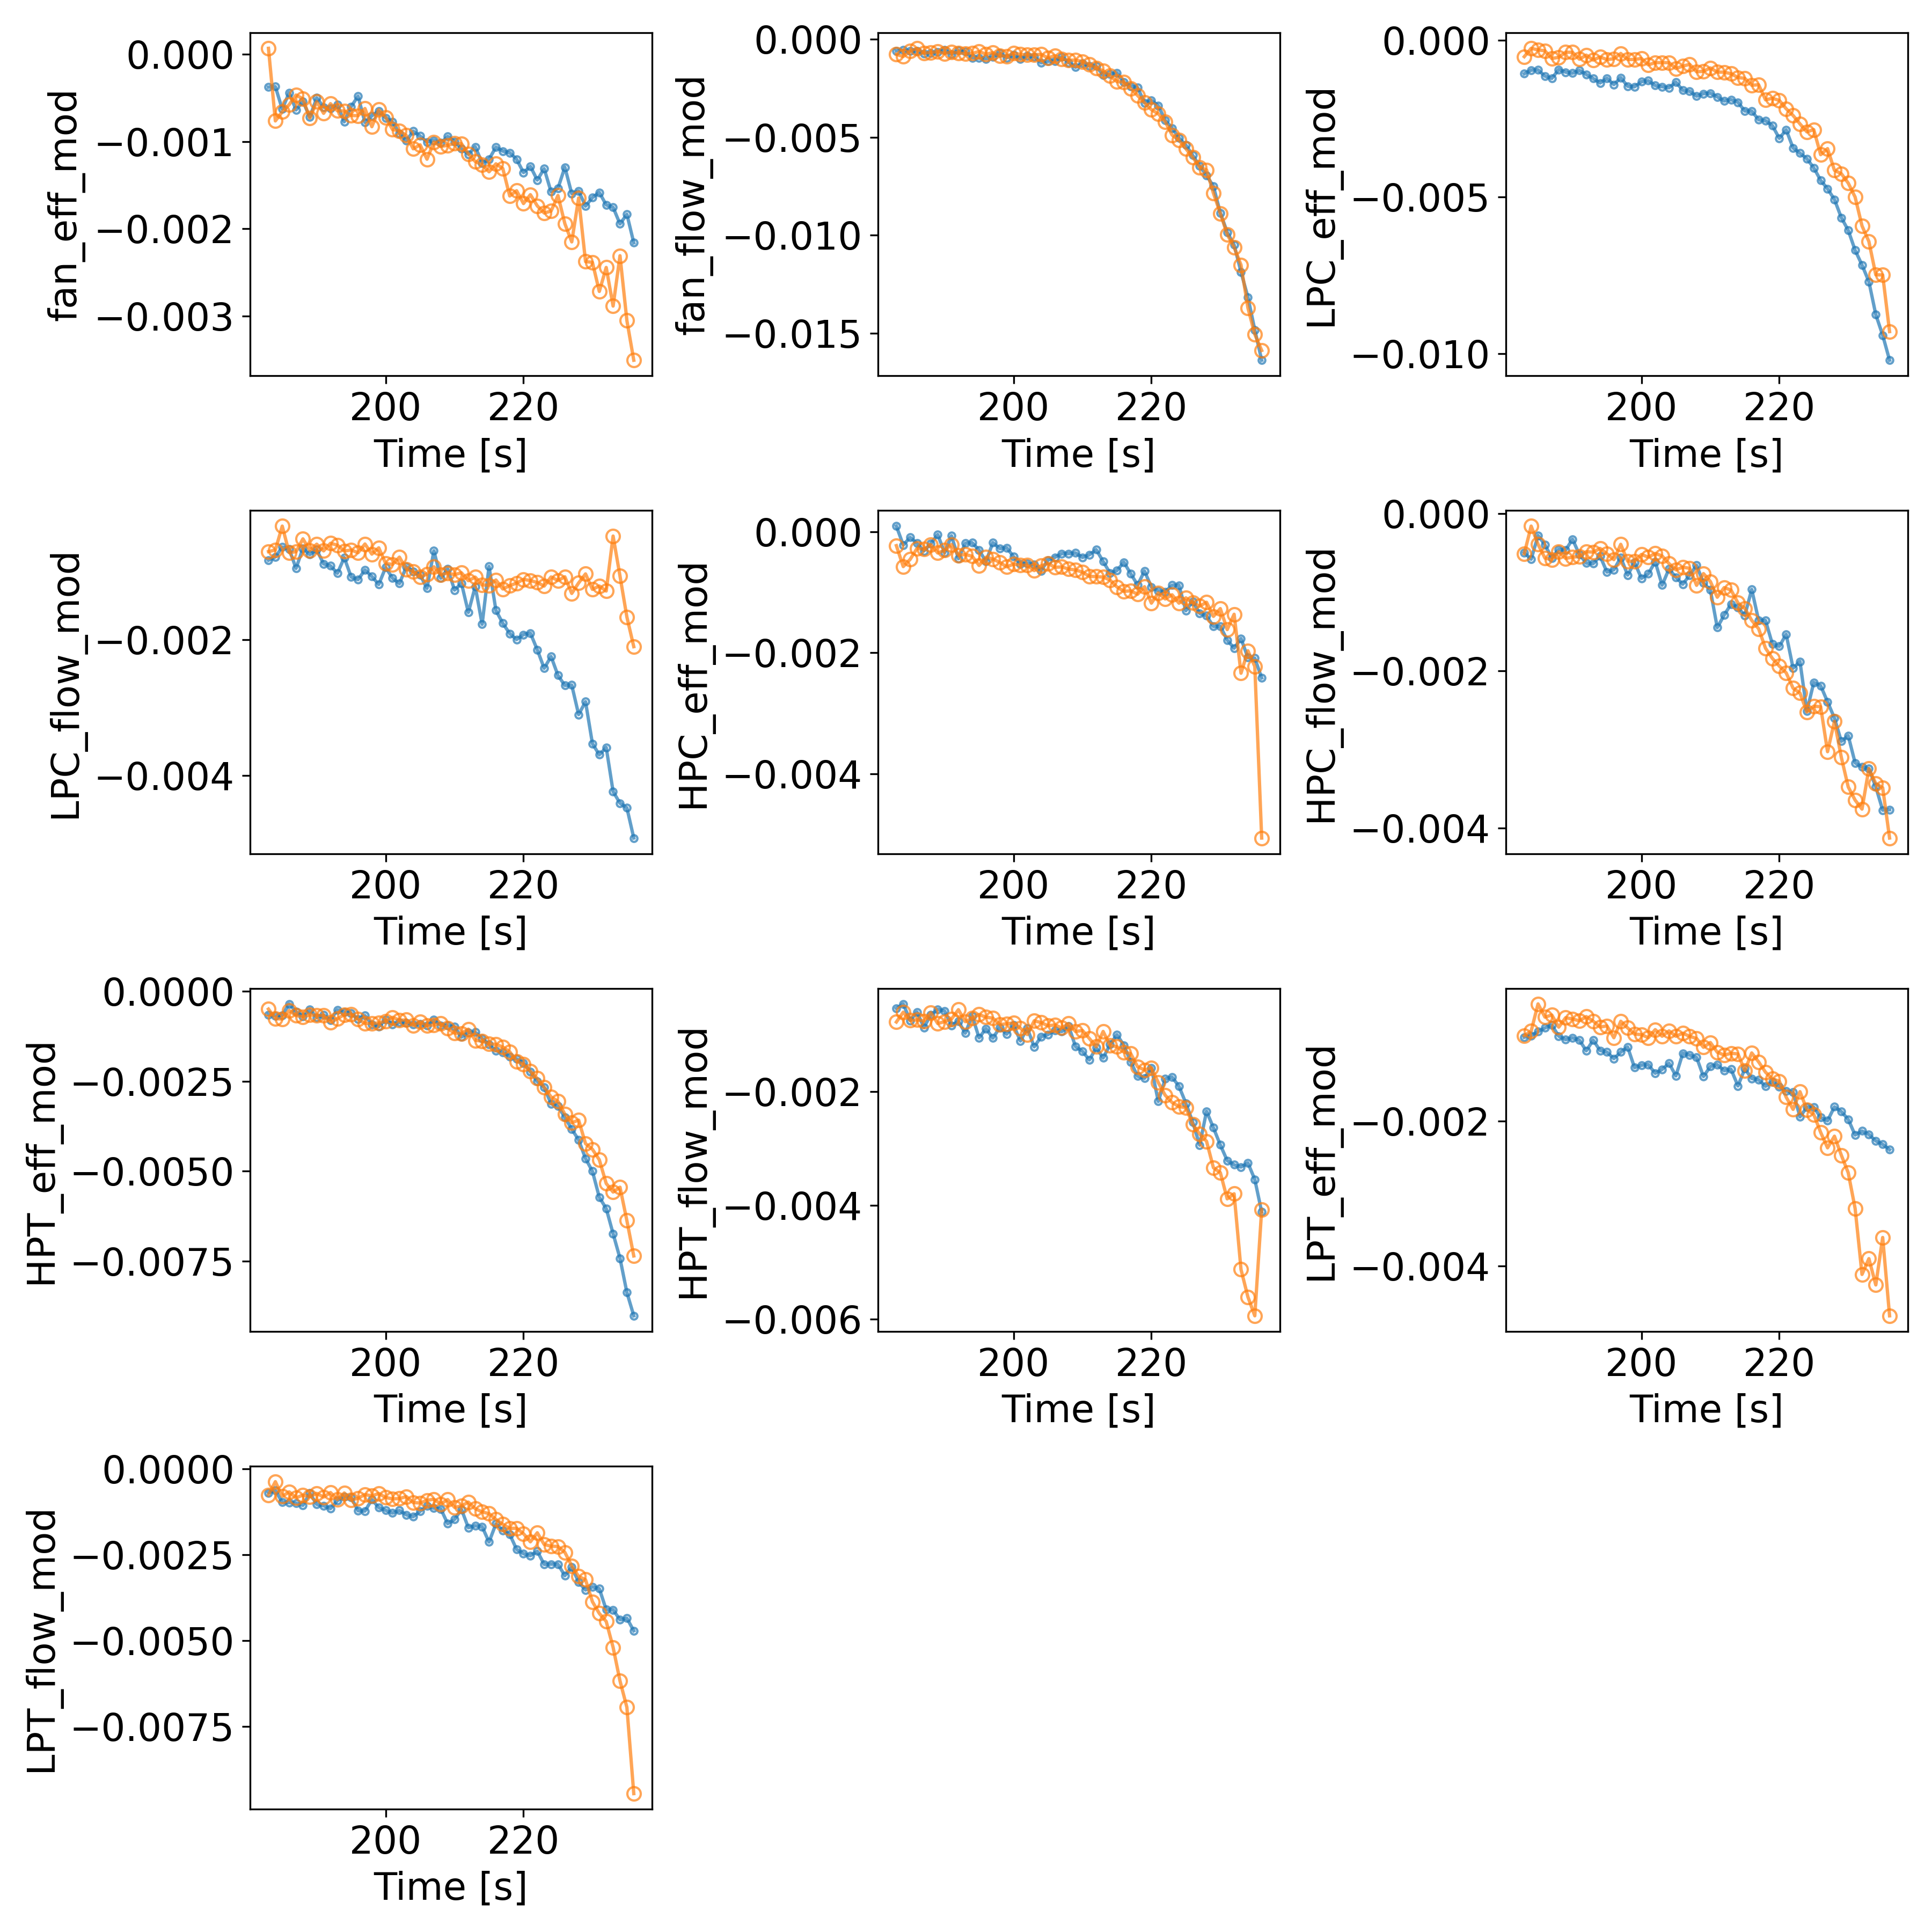 0.000
−0.001
−0.002
−0.003
fan_eff_mod
200 220
Time [s]
0.000
−0.005
−0.010
−0.015
fan_flow_mod
200 220
Time [s]
0.000
−0.005
−0.010
LPC_eff_mod
200 220
Time [s]
−0.002
−0.004
LPC_flow_mod
200 220
Time [s]
0.000
−0.002
−0.004
HPC_eff_mod
200 220
Time [s]
0.000
−0.002
−0.004
HPC_flow_mod
200 220
Time [s]
0.0000
−0.0025
−0.0050
−0.0075
HPT_eff_mod
200 220
Time [s]
−0.002
−0.004
−0.006
HPT_flow_mod
200 220
Time [s]
−0.002
−0.004
LPT_eff_mod
200 220
Time [s]
0.0000
−0.0025
−0.0050
−0.0075
LPT_flow_mod
200 220
Time [s]